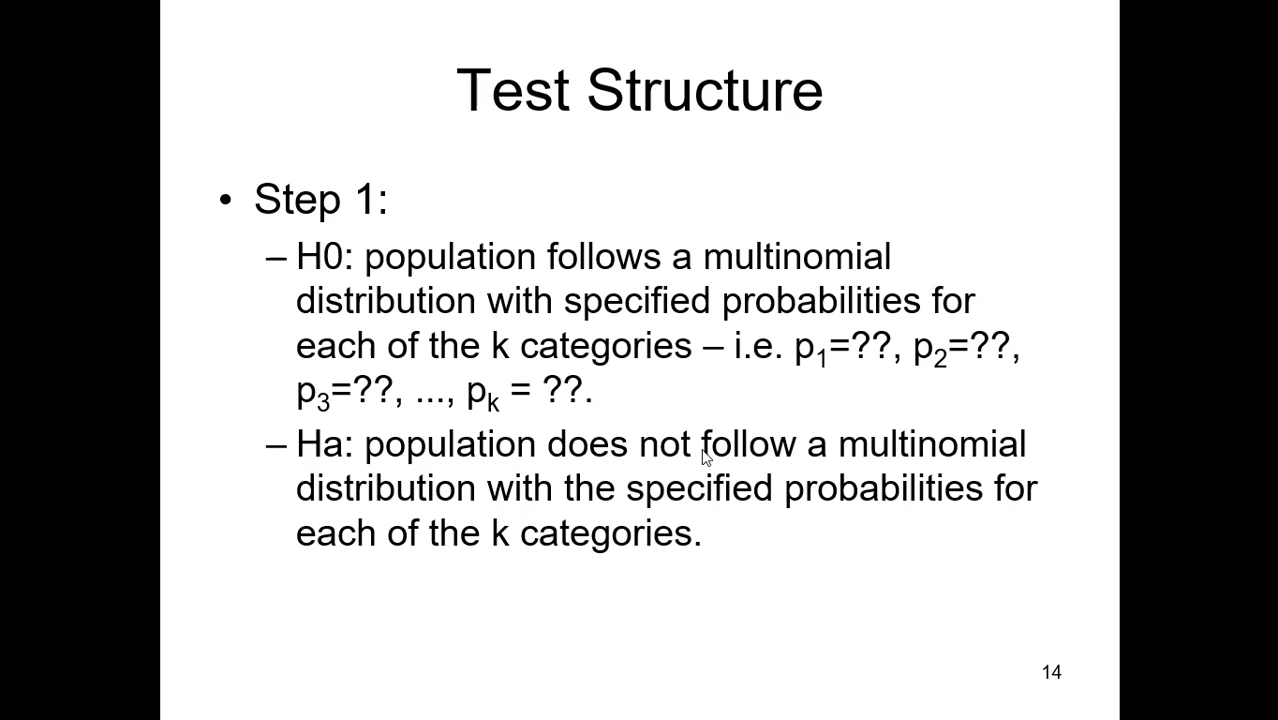 Test Structure
• Step 1:
– H0: population follows a multinomial
distribution with specified probabilities for
each of the k categories – i.e. p₁=??, p₂=??,
p₃=??, ..., pₖ = ??.
– Ha: population does not follow a multinomial
distribution with the specified probabilities for
each of the k categories.
14